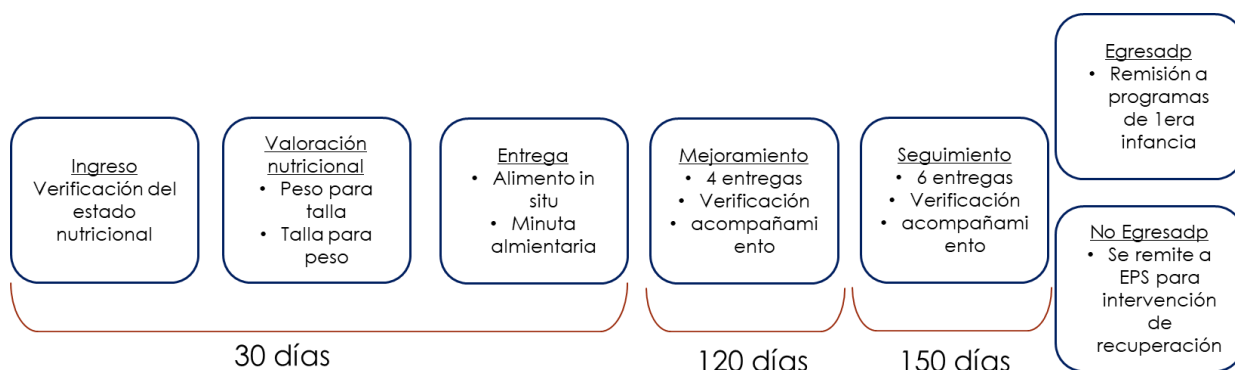 Ingreso
Verificación del
estado
nutricional
Valoración
nutricional
• Peso para
talla
• Talla para
peso
Entrega
• Alimento in
situ
• Minuta
almientaria
Mejoramiento
• 4 entregas
• Verificación
• acompañami
ento
Seguimiento
• 6 entregas
• Verificación
• acompañami
ento
Egresadp
• Remisión a
programas
de 1era
infancia
No Egresadp
• Se remite a
EPS para
intervención
de
recuperación
30 días
120 días
150 días